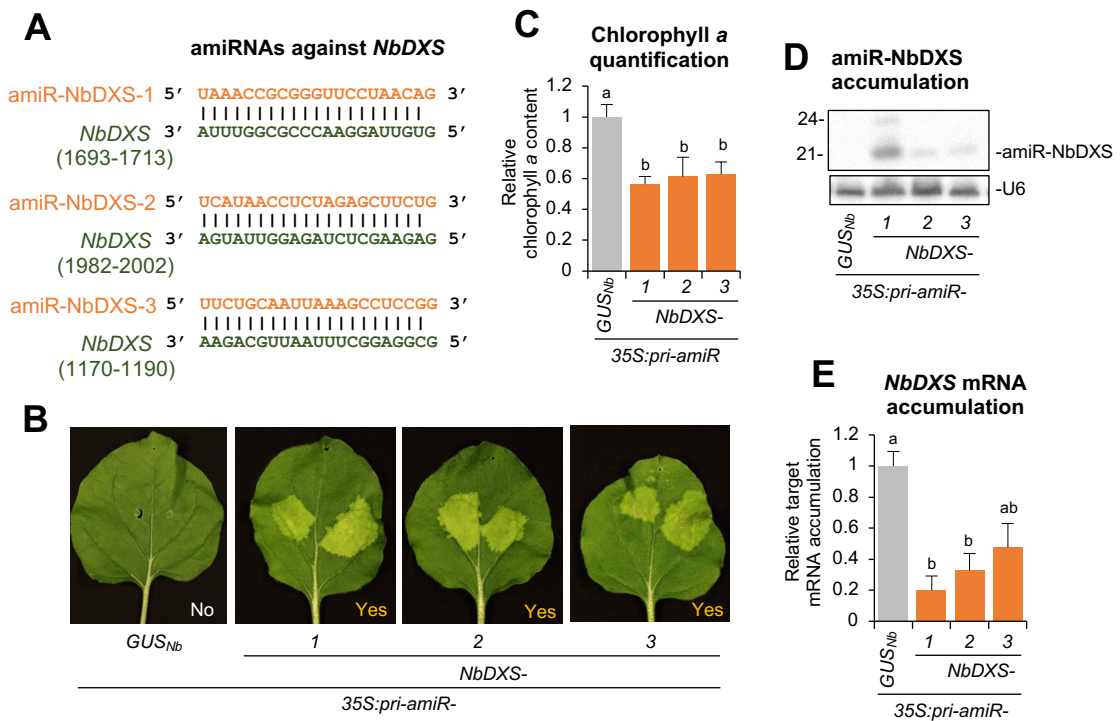 A
amiRNAs against NbDXS
amiR-NbDXS-1 5’ UAAACCGCGGGUUCCUAACAG 3’
NbDXS 3’ AUUUGGCGCCCAAGGAUUGUG 5’
(1693-1713)
amiR-NbDXS-2 5’ UCAUAACCUCUAGAGCUUCUG 3’
NbDXS 3’ AGUAUUGGAGAUCUCGAAGAG 5’
(1982-2002)
amiR-NbDXS-3 5’ UUCUGCAAUUAAAGCCUCCGG 3’
NbDXS 3’ AAGACGUUAAUUUCGGAGGCG 5’
(1170-1190)
B
No
Yes
Yes
Yes
GUSNb
1
2
3
NbDXS-
35S:pri-amiR-
C
Chlorophyll a
quantification
Relative
chlorophyll a content
1.2
1
0.8
0.6
0.4
0.2
0
a
b
b
b
GUSNb
1 2 3
NbDXS-
35S:pri-amiR
D
amiR-NbDXS
accumulation
24-
21-
-amiR-NbDXS
-U6
GUSNb
1 2 3
NbDXS-
35S:pri-amiR-
E
NbDXS mRNA
accumulation
Relative target
mRNA accumulation
1.2
1
0.8
0.6
0.4
0.2
0
a
b
b
ab
GUSNb
1 2 3
NbDXS-
35S:pri-amiR-